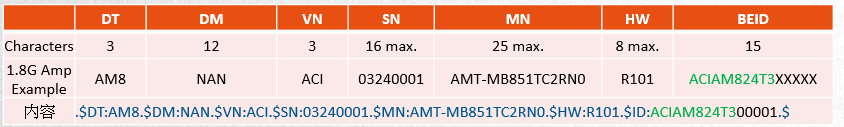 DT DM VN SN MN HW BEID
Characters 3 12 3 16 max. 25 max. 8 max. 15
1.8G Amp Example AM8 NAN ACI 03240001 AMT-MB851TC2RN0 R101 ACIAM824T3XXXXX
内容 .$DT:AM8.$DM:NAN.$VN:ACI.$SN:03240001.$MN:AMT-MB851TC2RN0.$HW:R101.$ID:ACIAM824T300001.$